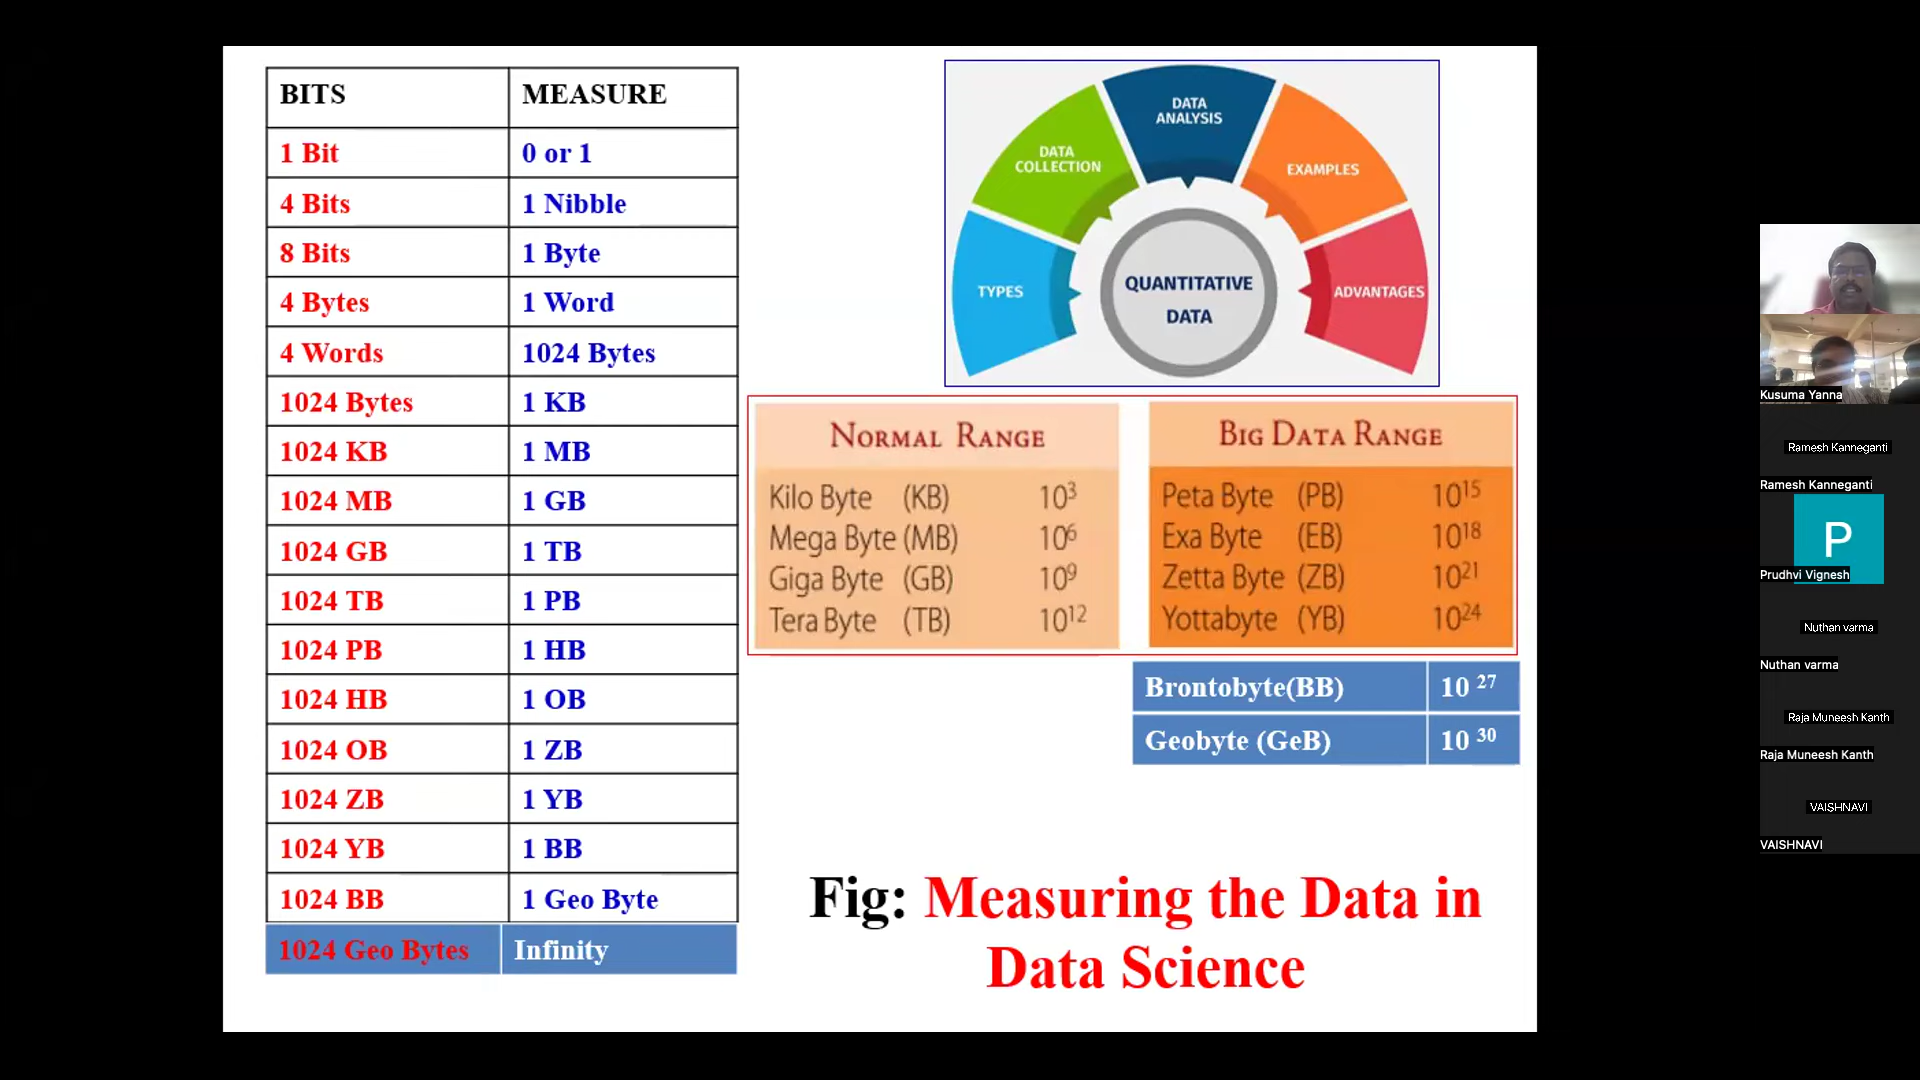 BITS MEASURE
1 Bit 0 or 1
4 Bits 1 Nibble
8 Bits 1 Byte
4 Bytes 1 Word
4 Words 1024 Bytes
1024 Bytes 1 KB
1024 KB 1 MB
1024 MB 1 GB
1024 GB 1 TB
1024 TB 1 PB
1024 PB 1 HB
1024 HB 1 OB
1024 OB 1 ZB
1024 ZB 1 YB
1024 YB 1 BB
1024 BB 1 Geo Byte
1024 Geo Bytes Infinity
TYPES
DATA
COLLECTION
DATA
ANALYSIS
EXAMPLES
ADVANTAGES
QUANTITATIVE
DATA
NORMAL RANGE
Kilo Byte (KB) 10³
Mega Byte (MB) 10⁶
Giga Byte (GB) 10⁹
Tera Byte (TB) 10¹²
BIG DATA RANGE
Peta Byte (PB) 10¹⁵
Exa Byte (EB) 10¹⁸
Zetta Byte (ZB) 10²¹
Yottabyte (YB) 10²⁴
Brontobyte(BB) 10 ²⁷
Geobyte (GeB) 10 ³⁰
Fig: Measuring the Data in
Data Science
Kusuma Yanna
Ramesh Kanneganti
Ramesh Kanneganti
P
Prudhvi Vignesh
Nuthan varma
Nuthan varma
Raja Muneesh Kanth
Raja Muneesh Kanth
VAISHNAVI
VAISHNAVI